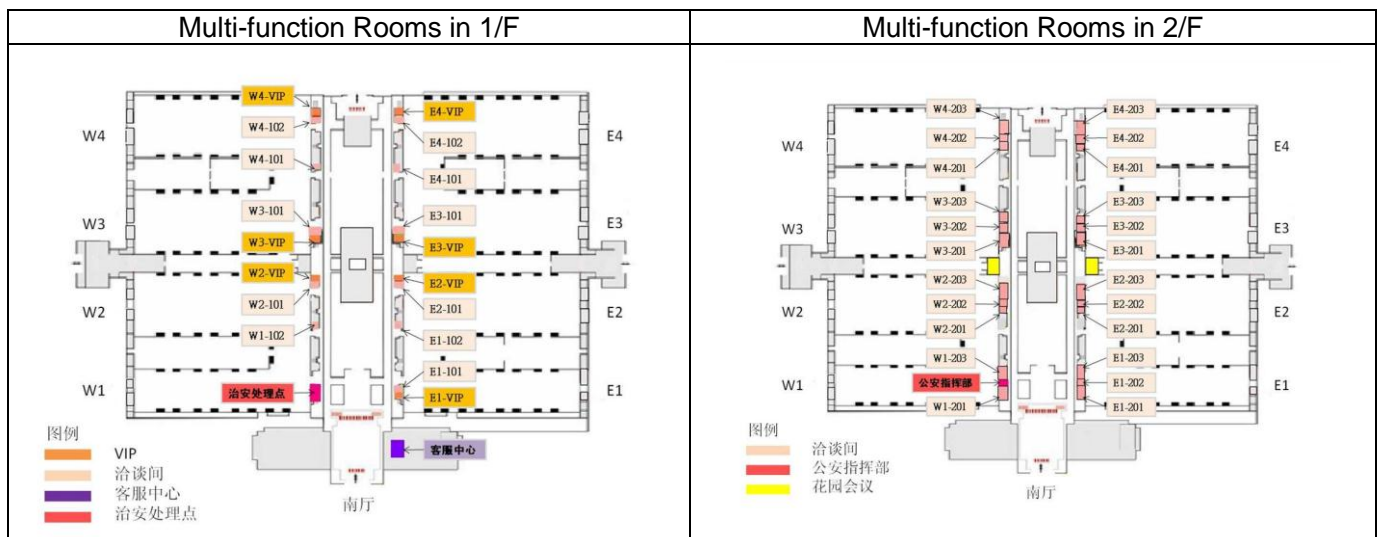 Multi-function Rooms in 1/F
Multi-function Rooms in 2/F
W4-VIP
W4-102
W4-101
W3-101
W3-VIP
W2-VIP
W2-101
W1-102
治安处理点
W4
W3
W2
W1
E4-VIP
E4-102
E4-101
E3-101
E3-VIP
E2-VIP
E2-101
E1-102
E1-101
E1-VIP
客服中心
E4
E3
E2
E1
图例
VIP
洽谈间
客服中心
治安处理点
南厅
W4-203
W4-202
W4-201
W3-203
W3-202
W3-201
W2-203
W2-202
W2-201
W1-203
公安指挥部
W1-201
W4
W3
W2
W1
E4-203
E4-202
E4-201
E3-203
E3-202
E3-201
E2-203
E2-202
E2-201
E1-203
E1-202
E1-201
E4
E3
E2
E1
图例
洽谈间
公安指挥部
花园会议
南厅